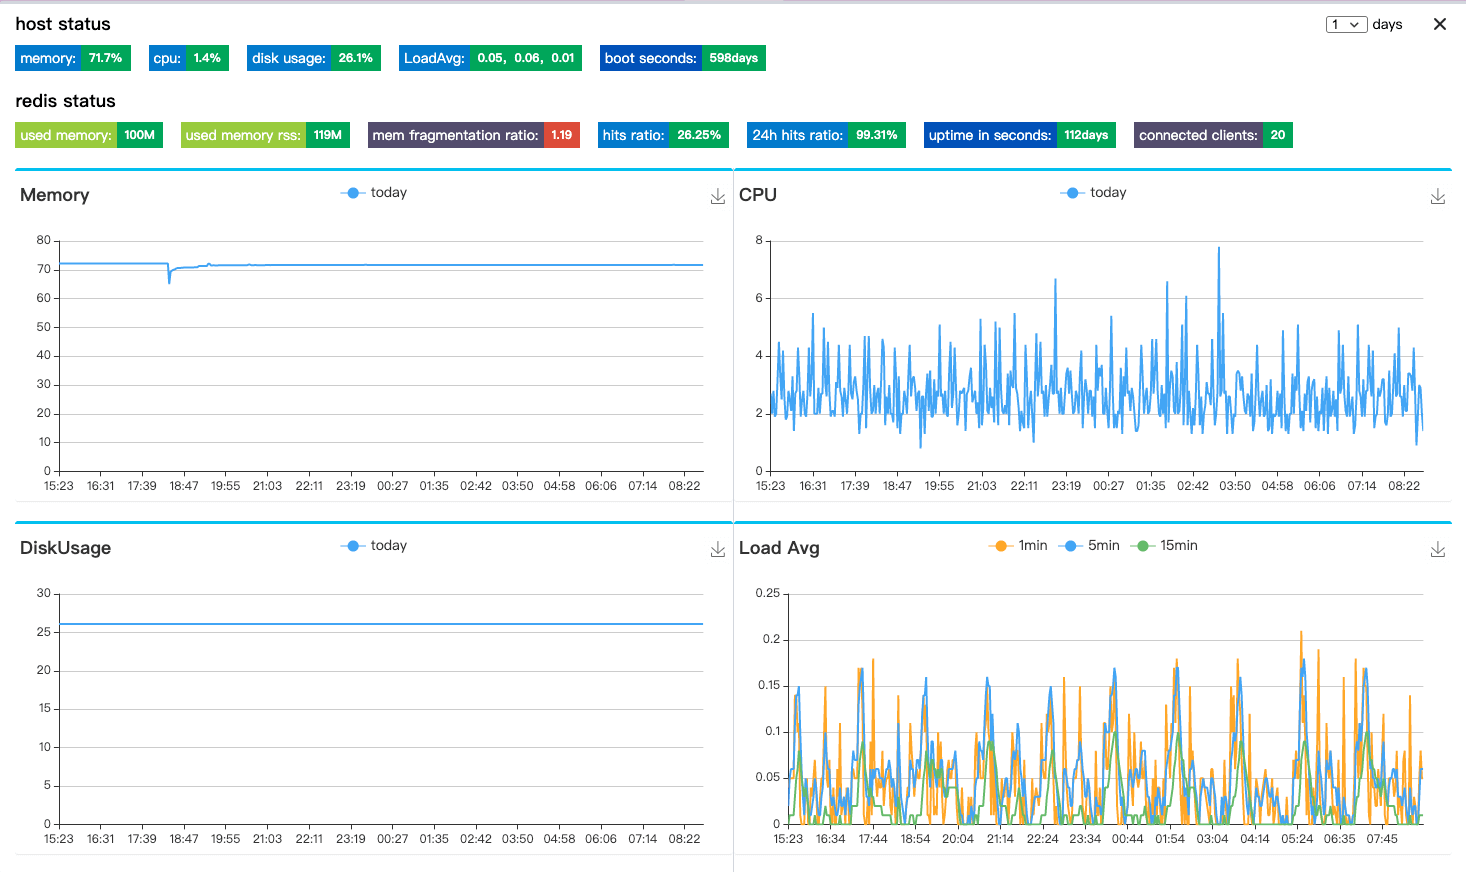 host status
1 days
memory: 71.7% cpu: 1.4% disk usage: 26.1% LoadAvg: 0.05, 0.06, 0.01 boot seconds: 598days
redis status
used memory: 100M used memory rss: 119M mem fragmentation ratio: 1.19 hits ratio: 26.25% 24h hits ratio: 99.31% uptime in seconds: 112days connected clients: 20
Memory
today
80
70
60
50
40
30
20
10
0
15:23 16:31 17:39 18:47 19:55 21:03 22:11 23:19 00:27 01:35 02:42 03:50 04:58 06:06 07:14 08:22
CPU
today
8
6
4
2
0
15:23 16:31 17:39 18:47 19:55 21:03 22:11 23:19 00:27 01:35 02:42 03:50 04:58 06:06 07:14 08:22
DiskUsage
today
30
25
20
15
10
5
0
15:23 16:31 17:39 18:47 19:55 21:03 22:11 23:19 00:27 01:35 02:42 03:50 04:58 06:06 07:14 08:22
Load Avg
1min 5min 15min
0.25
0.2
0.15
0.1
0.05
0
15:23 16:34 17:44 18:54 20:04 21:14 22:24 23:34 00:44 01:54 03:04 04:14 05:24 06:35 07:45